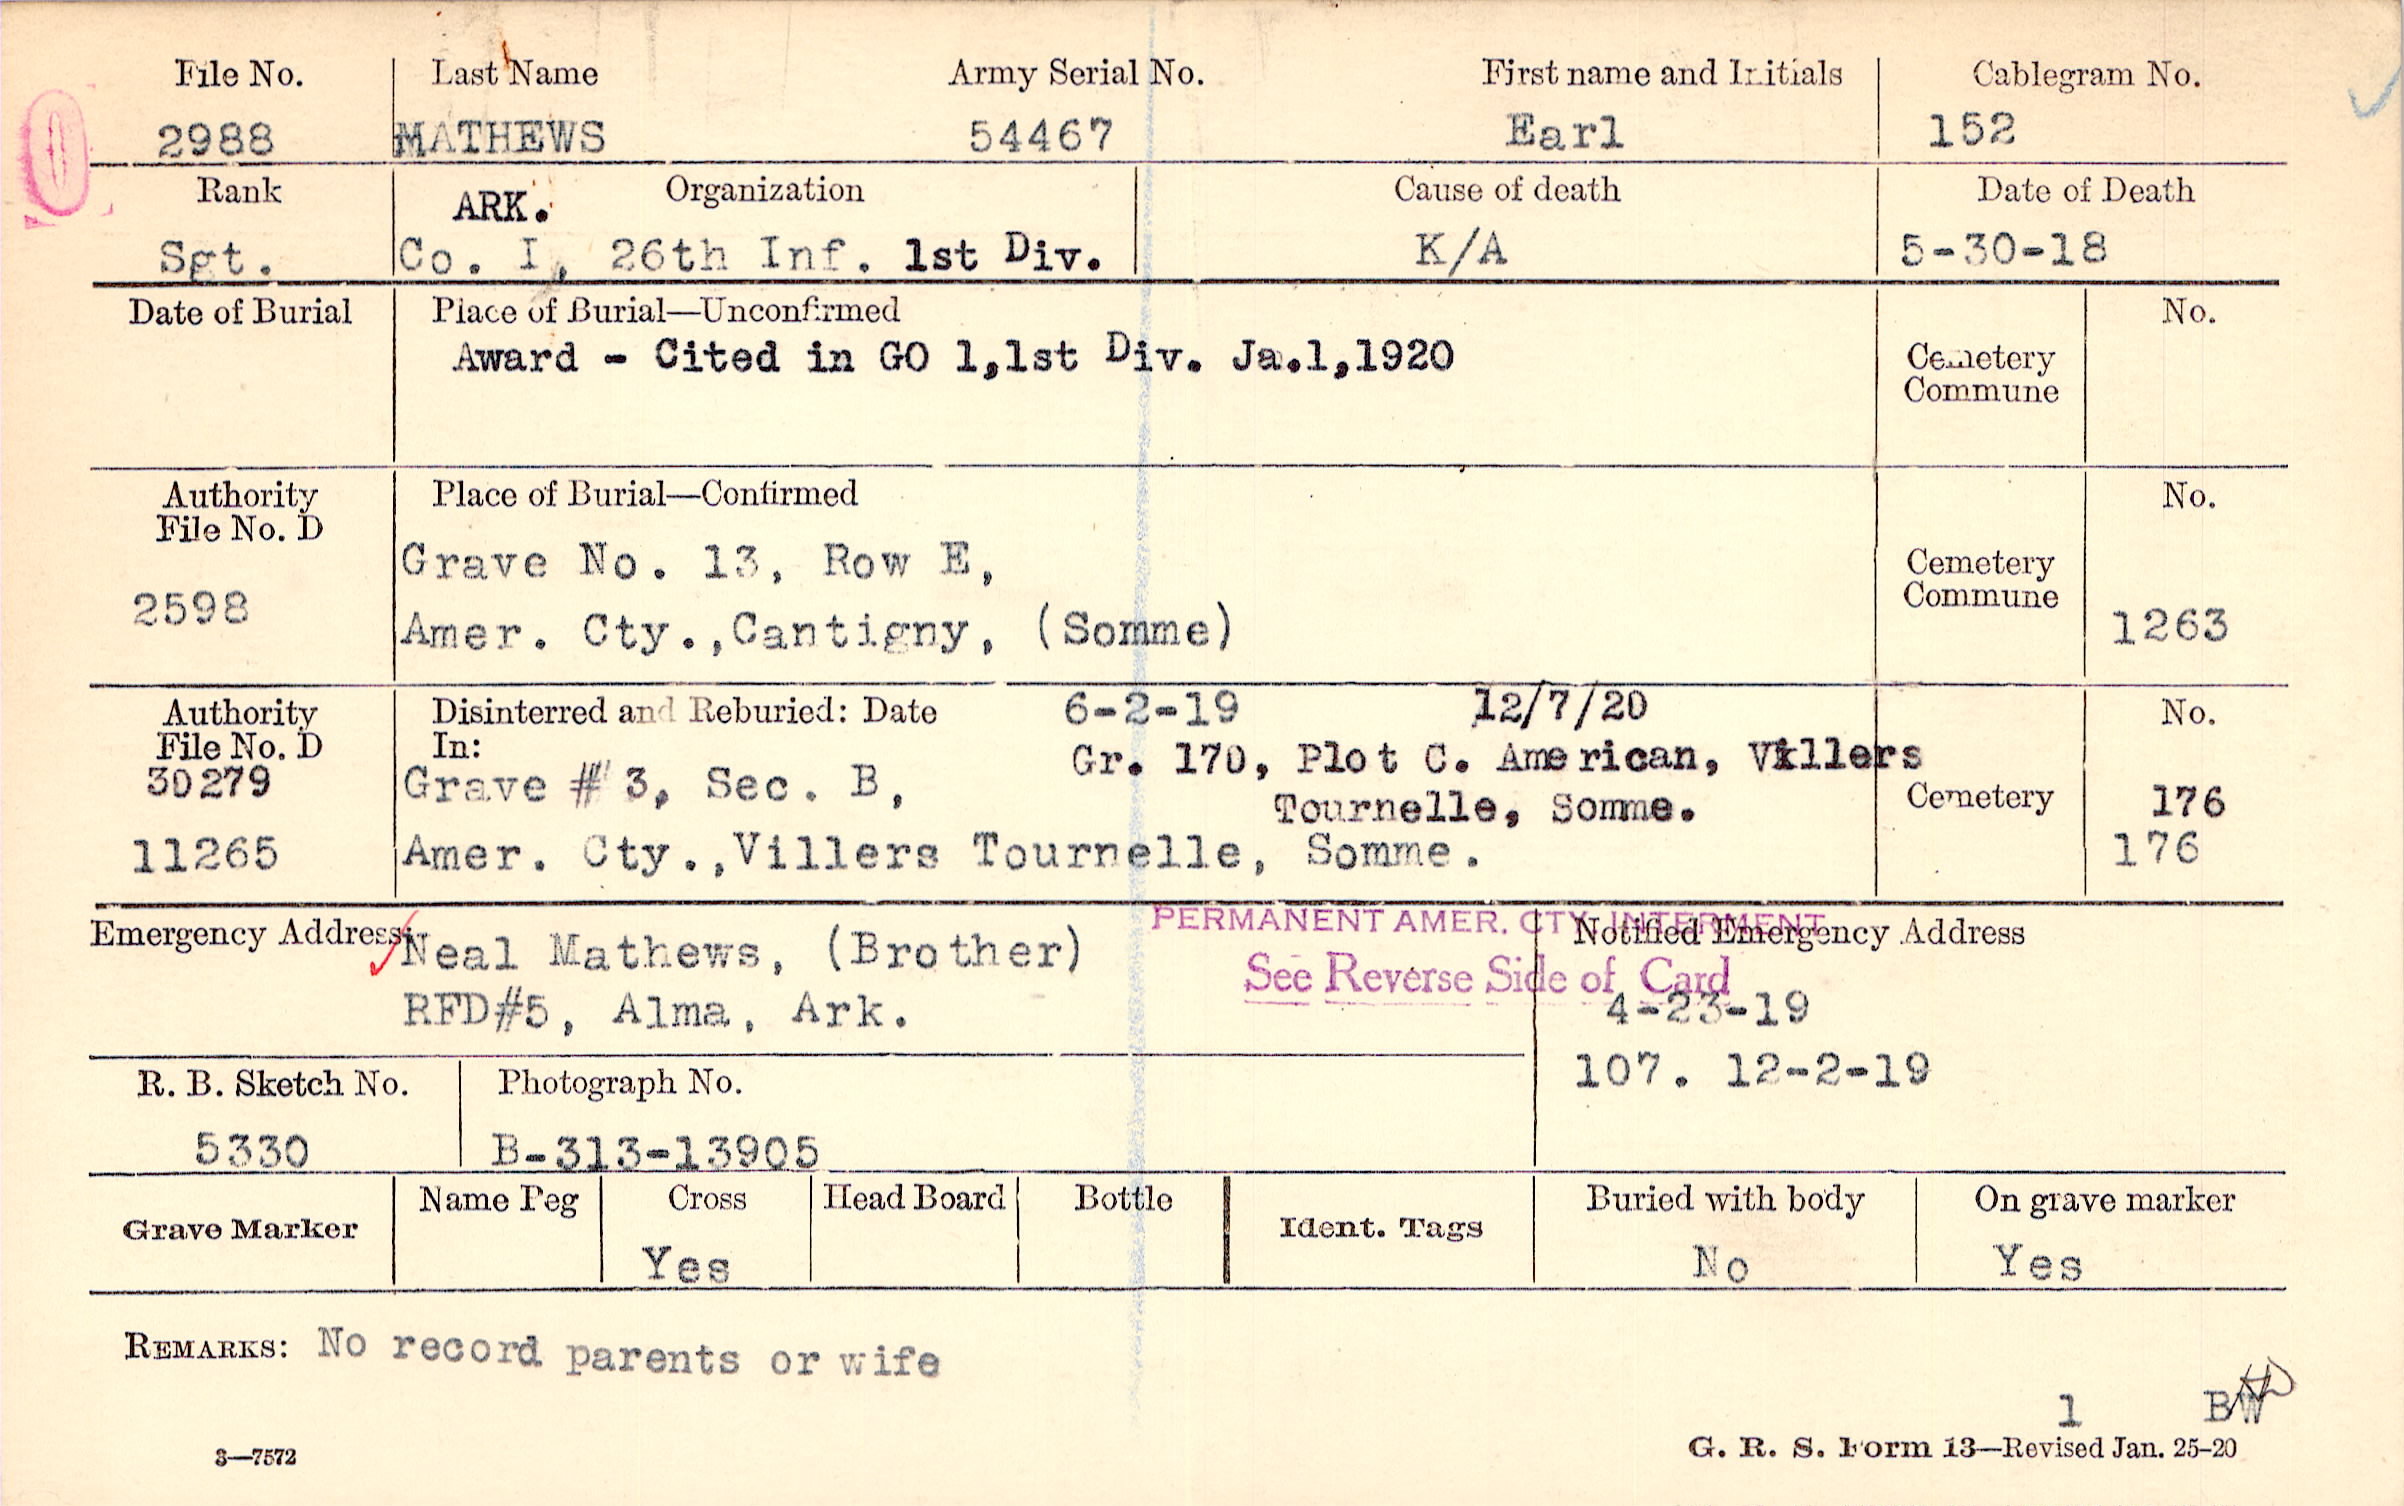 File No. Last Name Army Serial No. First name and Initials Cablegram No.
2988 MATHEWS 54467 Earl 152
Rank ARK. Organization Cause of death Date of Death
Sgt. Co. I, 26th Inf. 1st Div. K/A 5-30-18
Date of Burial Place of Burial—Unconfirmed No.
Award - Cited in GO 1,1st Div. Ja.1,1920 Cemetery
Commune
Authority Place of Burial—Confirmed No.
File No. D
Grave No. 13, Row E, Cemetery
2598 Commune
Amer. Cty.,Cantigny, (Somme) 1263
Authority Disinterred and Reburied: Date 6-2-19 12/7/20 No.
File No. D In: Gr. 170, Plot C. American, Villers
30279 Grave # 3, Sec. B, Tournelle, Somme. Cemetery 176
11265 Amer. Cty.,Villers Tournelle, Somme. 176
PERMANENT AMER. CTY. INTERMENT
Emergency Address: Neal Mathews, (Brother) Notified Emergency Address
See Reverse Side of Card
RFD#5, Alma, Ark. 4-23-19
107. 12-2-19
R. B. Sketch No. Photograph No.
5330 B-313-13905
Grave Marker Name Peg Cross Head Board Bottle Ident. Tags Buried with body On grave marker
Yes No Yes
REMARKS: No record parents or wife
1 BW
3—7572 G. R. S. Form 13—Revised Jan. 25-20